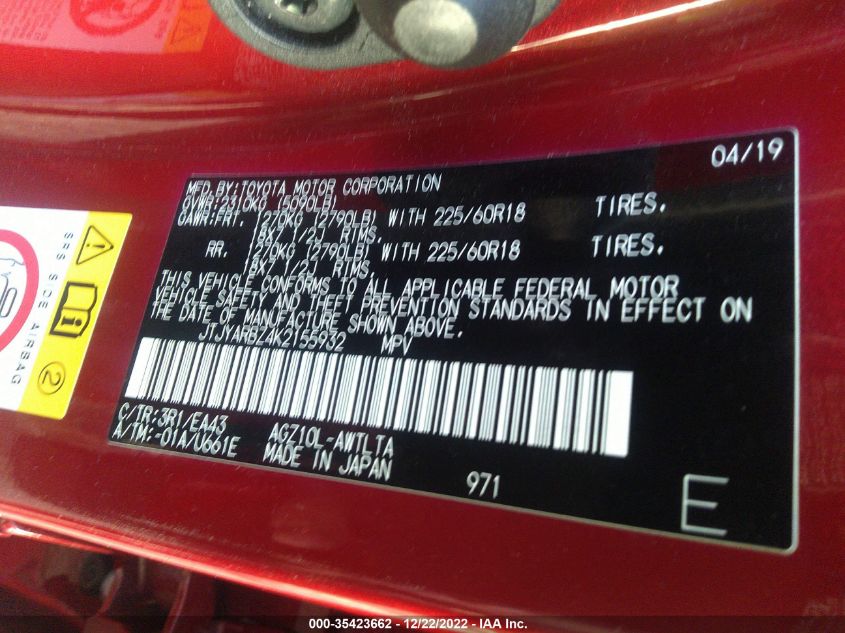 04/19
MFD. BY: TOYOTA MOTOR CORPORATION
GVWR: 2310KG (5090LB)
GAWR: FRT. 1270KG (2790LB) WITH 225/60R18 TIRES,
18X7 1/2J RIMS,
RR. 1270KG (2790LB) WITH 225/60R18 TIRES,
18X7 1/2J RIMS,
THIS VEHICLE CONFORMS TO ALL APPLICABLE FEDERAL MOTOR
VEHICLE SAFETY AND THEFT PREVENTION STANDARDS IN EFFECT ON
THE DATE OF MANUFACTURE SHOWN ABOVE.
JTJYARBZ4K2155932 MPV
C/TR: 3R1/EA43 AGZ10L-AWTLTA
A/TM: -01A/U661E MADE IN JAPAN
971
E
SRS SIDE AIRBAG
2
000-35423662 - 12/22/2022 - IAA Inc.